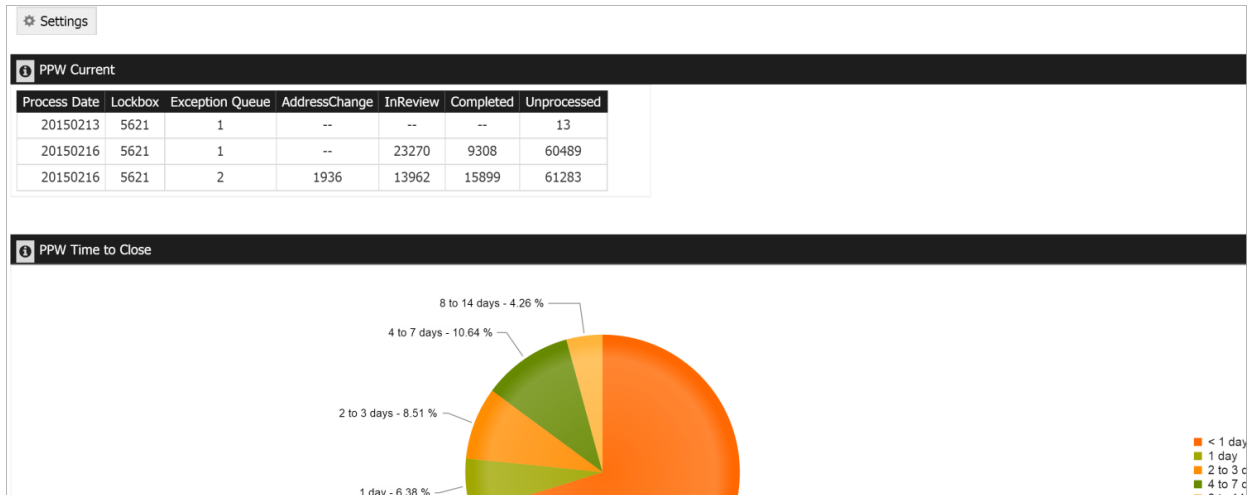 Settings
PPW Current
Process Date Lockbox Exception Queue AddressChange InReview Completed Unprocessed
20150213 5621 1 -- -- -- 13
20150216 5621 1 -- 23270 9308 60489
20150216 5621 2 1936 13962 15899 61283
PPW Time to Close
8 to 14 days - 4.26 %
4 to 7 days - 10.64 %
2 to 3 days - 8.51 %
1 day - 6.38 %
< 1 day
1 day
2 to 3
4 to 7